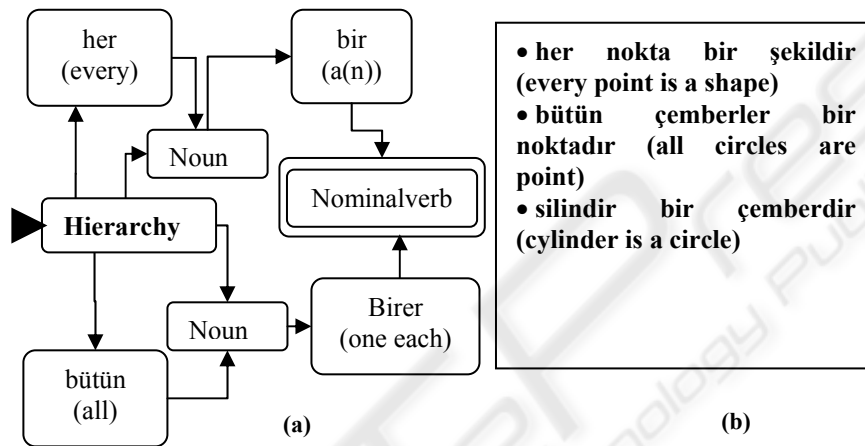 her
(every)
bir
(a(n))
Noun
Nominalverb
Hierarchy
Noun
Birer
(one each)
bütün
(all)
(a)
• her nokta bir şekildir
(every point is a shape)
• bütün çemberler bir
noktadır (all circles are
point)
• silindir bir çemberdir
(cylinder is a circle)
(b)